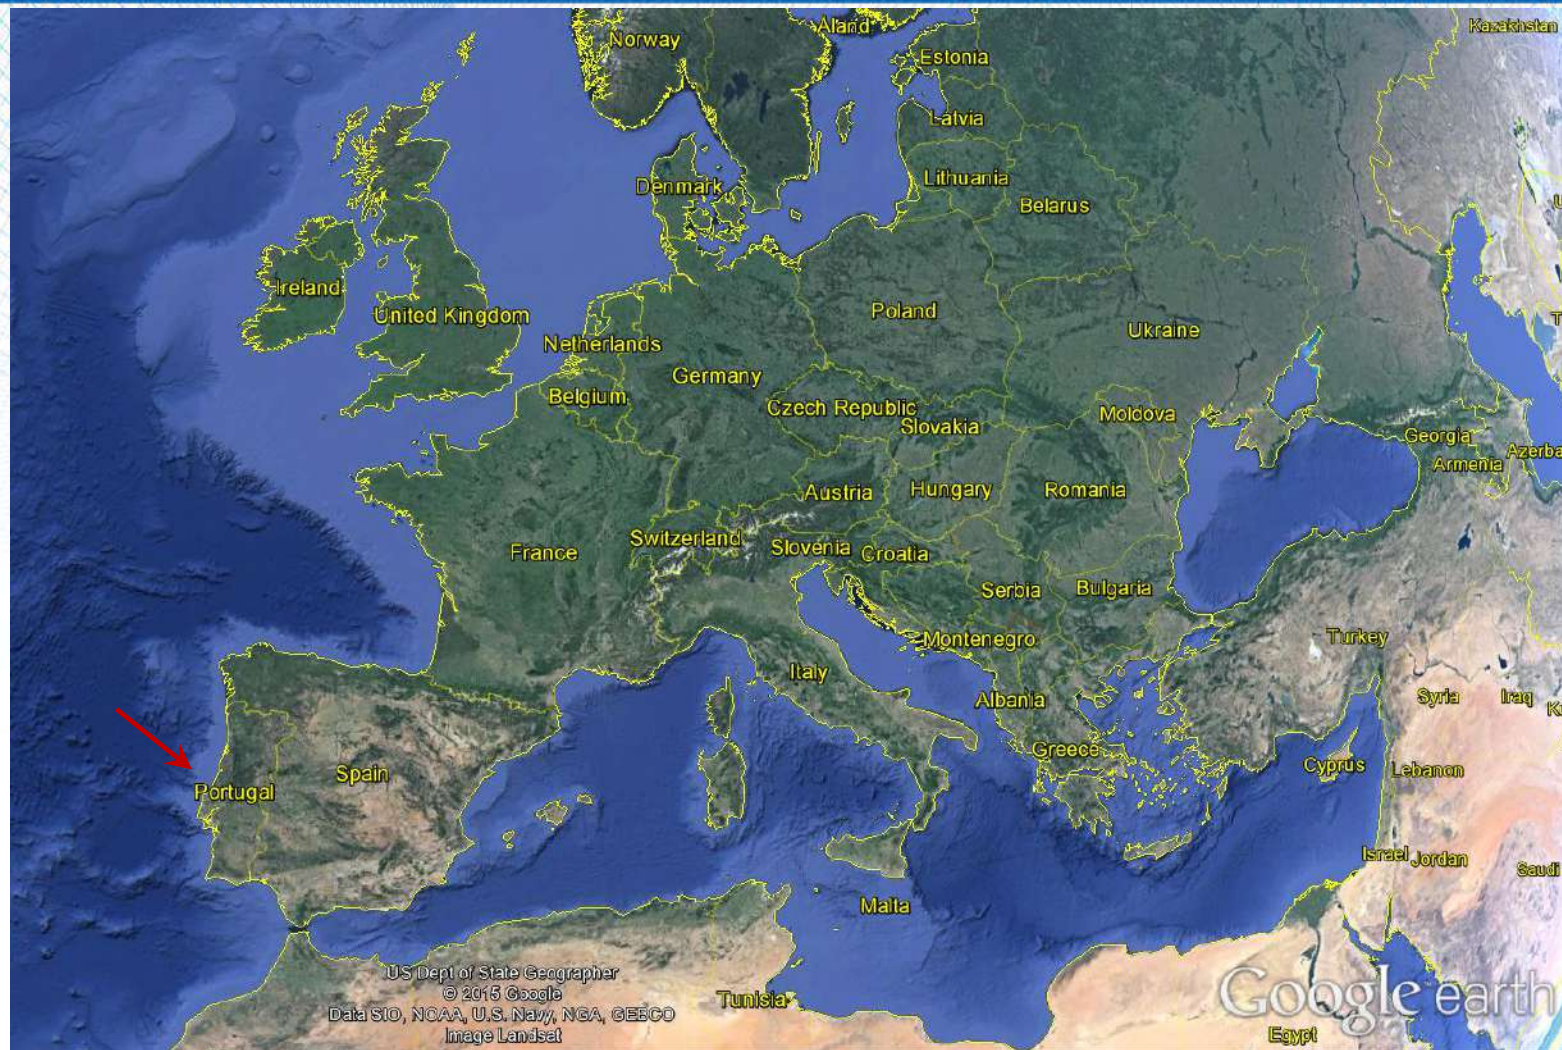 Norway
Åland
Kazakhstan
Estonia
Latvia
Denmark
Lithuania
Belarus
Ireland
United Kingdom
Poland
Ukraine
Netherlands
Germany
Belgium
Czech Republic
Slovakia
Moldova
Georgia
Armenia
Azerba
Austria
Hungary
Romania
Switzerland
Slovenia
Croatia
France
Serbia
Bulgaria
Montenegro
Turkey
Italy
Albania
Syria
Iraq
K
Greece
Spain
Cyprus
Lebanon
Portugal
Israel
Jordan
Saudi
Malta
US Dept of State Geographer
© 2015 Google
Data SIO, NOAA, U.S. Navy, NGA, GEBCO
Image Landsat
Tunisia
Google earth
Egypt